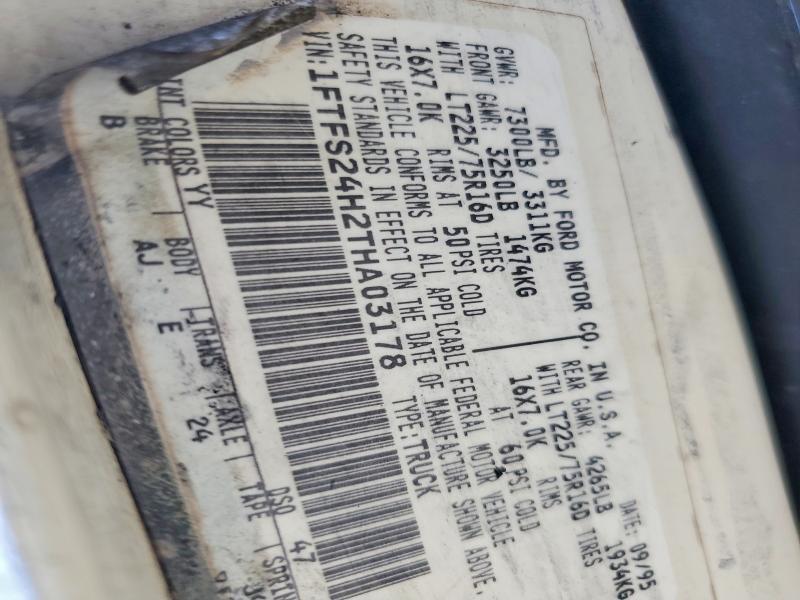 MFD. BY FORD MOTOR CO. IN U.S.A.
DATE: 09/95
GVWR: 7300LB/ 3311KG
FRONT GAWR: 3250LB 1474KG
REAR GAWR: 4265LB 1934KG
WITH LT225/75R16D TIRES
WITH LT225/75R16D TIRES
16X7.0K RIMS AT 50PSI COLD
16X7.0K RIMS
AT 60PSI COLD
THIS VEHICLE CONFORMS TO ALL APPLICABLE FEDERAL MOTOR VEHICLE
SAFETY STANDARDS IN EFFECT ON THE DATE OF MANUFACTURE SHOWN ABOVE.
VIN: 1FTFS24H2THA03178
TYPE: TRUCK
COLORS YY
DSO 47
BRAKE BODY TRANS AXLE TAPE
B AJ E 24